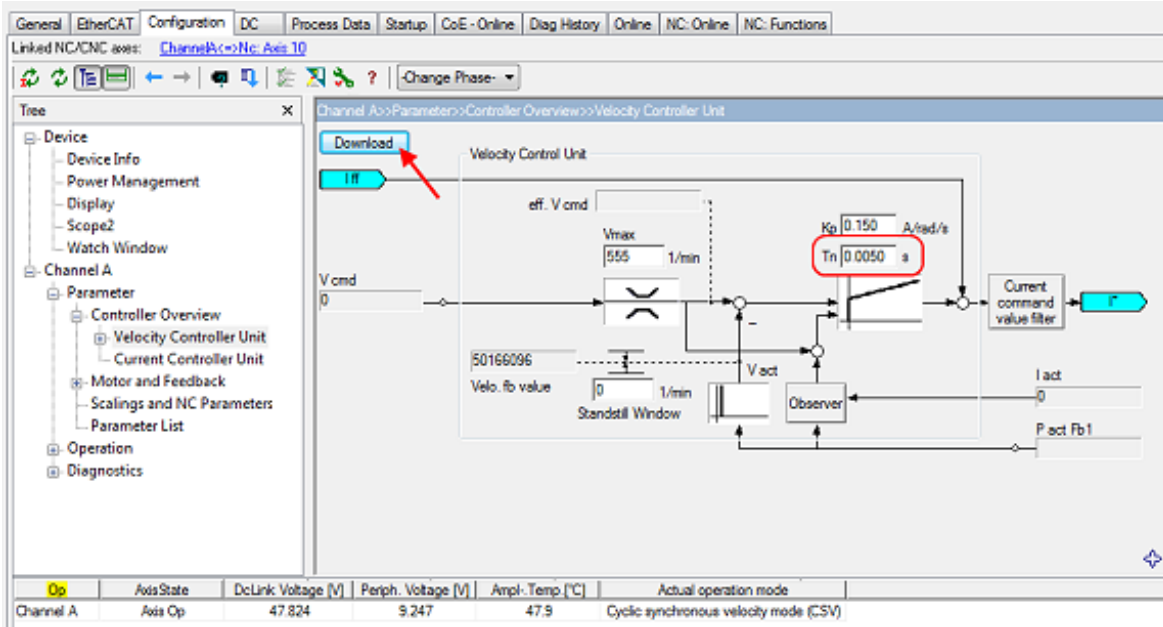 General EtherCAT Configuration DC Process Data Startup CoE - Online Diag History Online NC: Online NC: Functions
Linked NC/CNC axes: ChannelA<=>Nc: Axis 10
? -Change Phase-
Tree × Channel A>>Parameter>>Controller Overview>>Velocity Controller Unit
Device
Device Info
Power Management
Display
Scope2
Watch Window
Channel A
Parameter
Controller Overview
Velocity Controller Unit
Current Controller Unit
Motor and Feedback
Scalings and NC Parameters
Parameter List
Operation
Diagnostics
Download
Velocity Control Unit
I ff
eff. V cmd
Kp 0.150 A/rad/s
Vmax
555 1/min
Tn 0.0050 s
V cmd
0
Current
command
value filter
I*
50166096
Velo. fb value
0 1/min
Standstill Window
V act
Observer
I act
0
P act Fb1
Op AxisState DcLink Voltage [V] Periph. Voltage [V] Ampl-.Temp.[°C] Actual operation mode
Channel A Axis Op 47.824 9.247 47.9 Cyclic synchronous velocity mode (CSV)